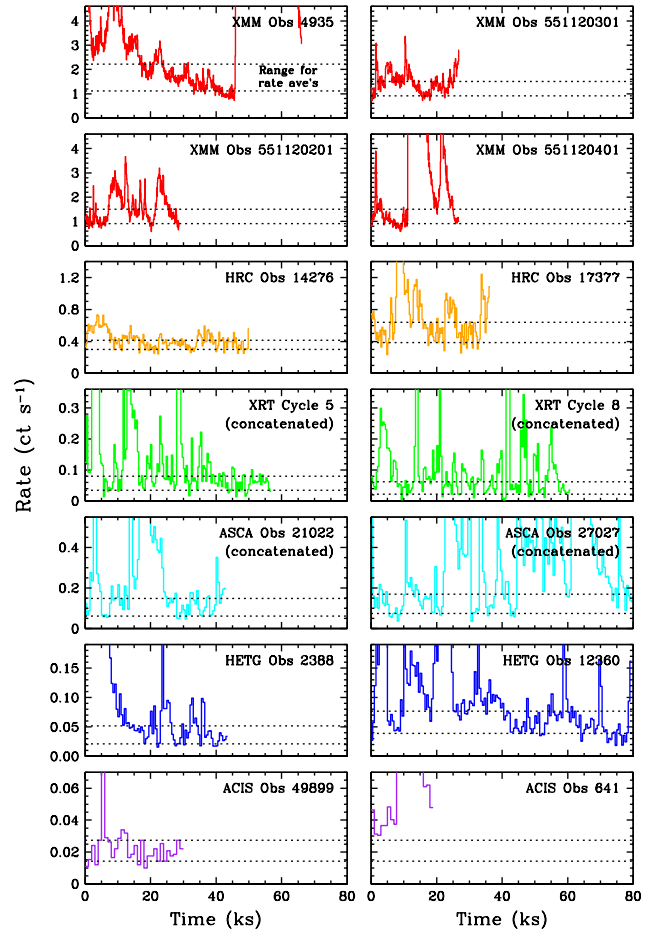 XMM Obs 4935
XMM Obs 551120301
4
3
2
1
0
Range for
rate ave's
XMM Obs 551120201
XMM Obs 551120401
4
3
2
1
0
HRC Obs 14276
HRC Obs 17377
1.2
0.8
0.4
0
XRT Cycle 5
(concatenated)
XRT Cycle 8
(concatenated)
0.3
0.2
0.1
0
Rate (ct s⁻¹)
ASCA Obs 21022
(concatenated)
ASCA Obs 27027
(concatenated)
0.4
0.2
0
HETG Obs 2388
HETG Obs 12360
0.15
0.10
0.05
0.00
ACIS Obs 49899
ACIS Obs 641
0.06
0.04
0.02
0
0 20 40 60 80
0 20 40 60 80
Time (ks)
Time (ks)